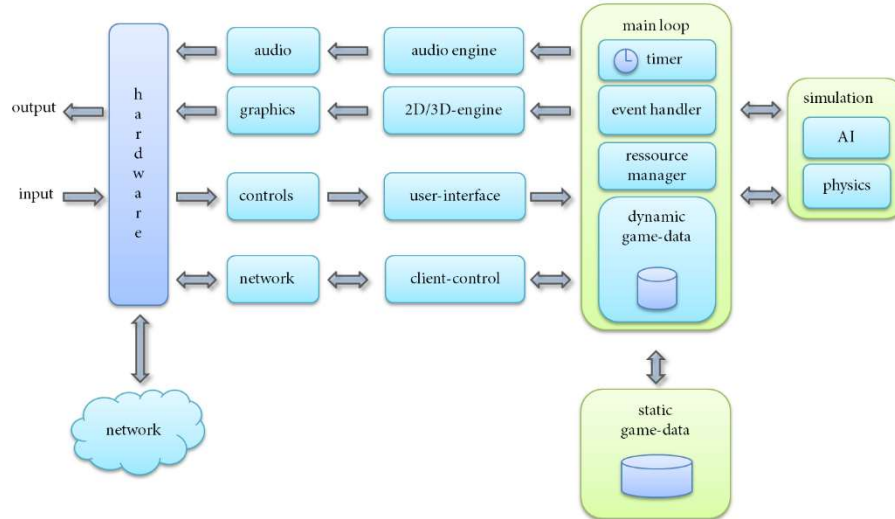 main loop
audio
audio engine
timer
output
hardware
graphics
2D/3D-engine
event handler
simulation
AI
input
controls
user-interface
ressource
manager
physics
dynamic
game-data
network
client-control
network
static
game-data